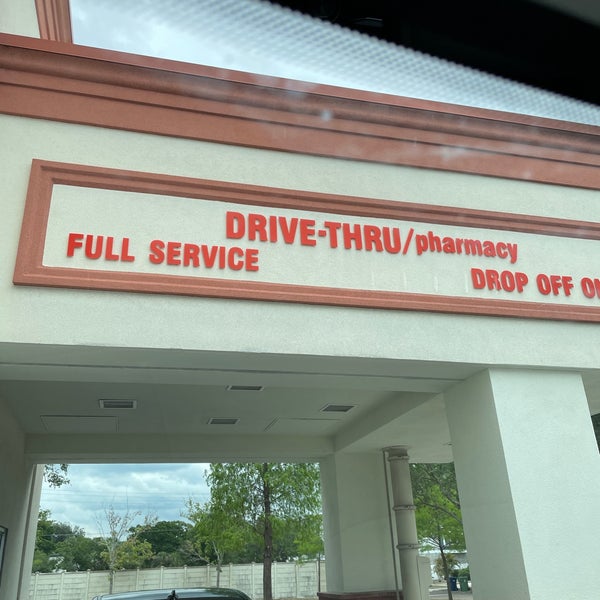 DRIVE-THRU/pharmacy
FULL SERVICE
DROP OFF